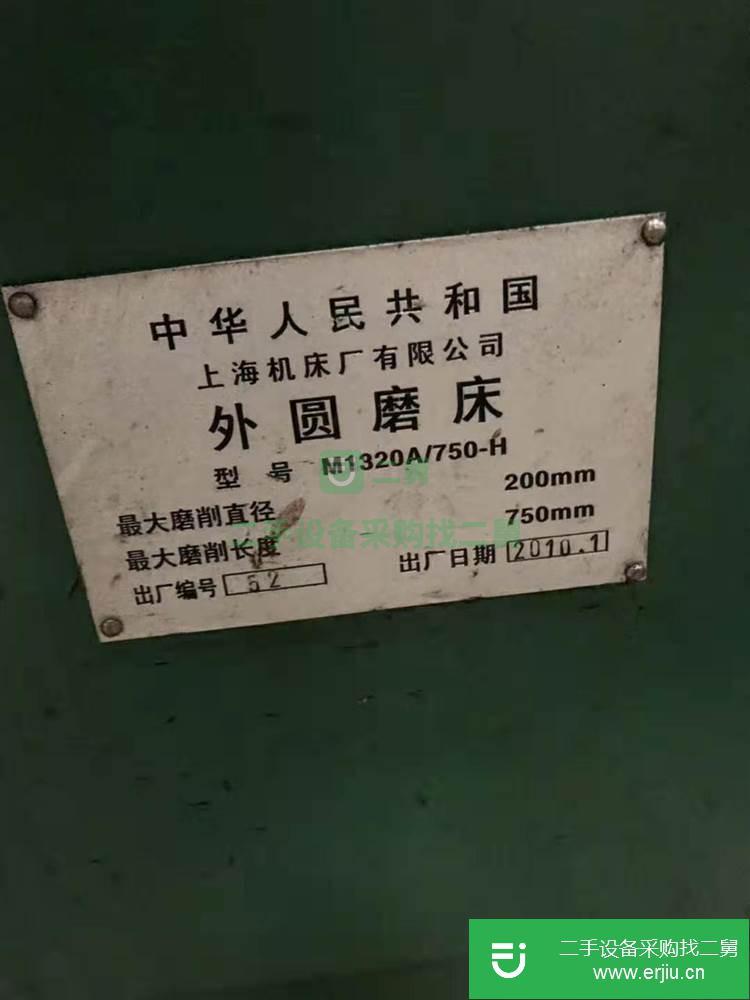 中华人民共和国
上海机床厂有限公司
外圆磨床
型号 M1320A/750-H
最大磨削直径 200mm
最大磨削长度 750mm
出厂编号 52 出厂日期 2010.1
二舅
二手设备采购找二舅
二手设备采购找二舅
www.erjiu.cn